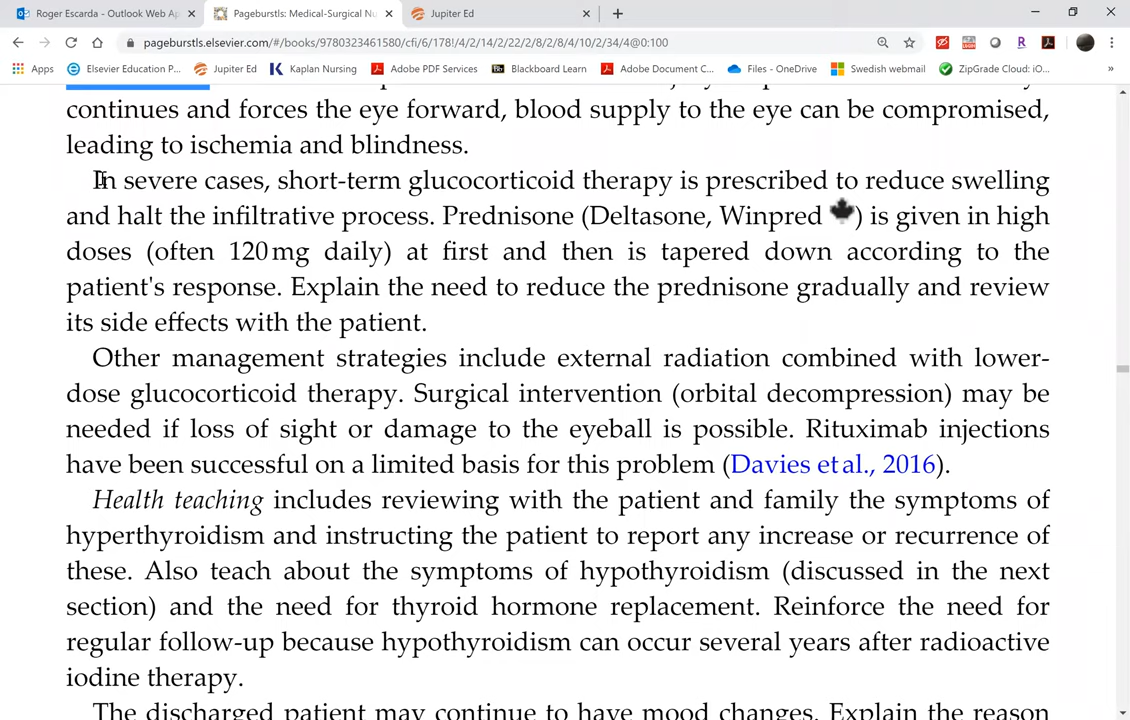 Roger Escarda - Outlook Web Ap
Pageburstls: Medical-Surgical Nu
Jupiter Ed
pageburstls.elsevier.com/#/books/9780323461580/cfi/6/178!/4/2/14/2/22/2/8/2/8/4/10/2/34/4@0:100
Apps
Elsevier Education P...
Jupiter Ed
Kaplan Nursing
Adobe PDF Services
Blackboard Learn
Adobe Document C...
Files - OneDrive
Swedish webmail
ZipGrade Cloud: iO...
»
continues and forces the eye forward, blood supply to the eye can be compromised,
leading to ischemia and blindness.
In severe cases, short-term glucocorticoid therapy is prescribed to reduce swelling
and halt the infiltrative process. Prednisone (Deltasone, Winpred ) is given in high
doses (often 120 mg daily) at first and then is tapered down according to the
patient's response. Explain the need to reduce the prednisone gradually and review
its side effects with the patient.
Other management strategies include external radiation combined with lower-
dose glucocorticoid therapy. Surgical intervention (orbital decompression) may be
needed if loss of sight or damage to the eyeball is possible. Rituximab injections
have been successful on a limited basis for this problem (Davies et al., 2016).
Health teaching includes reviewing with the patient and family the symptoms of
hyperthyroidism and instructing the patient to report any increase or recurrence of
these. Also teach about the symptoms of hypothyroidism (discussed in the next
section) and the need for thyroid hormone replacement. Reinforce the need for
regular follow-up because hypothyroidism can occur several years after radioactive
iodine therapy.
The discharged patient may continue to have mood changes. Explain the reason